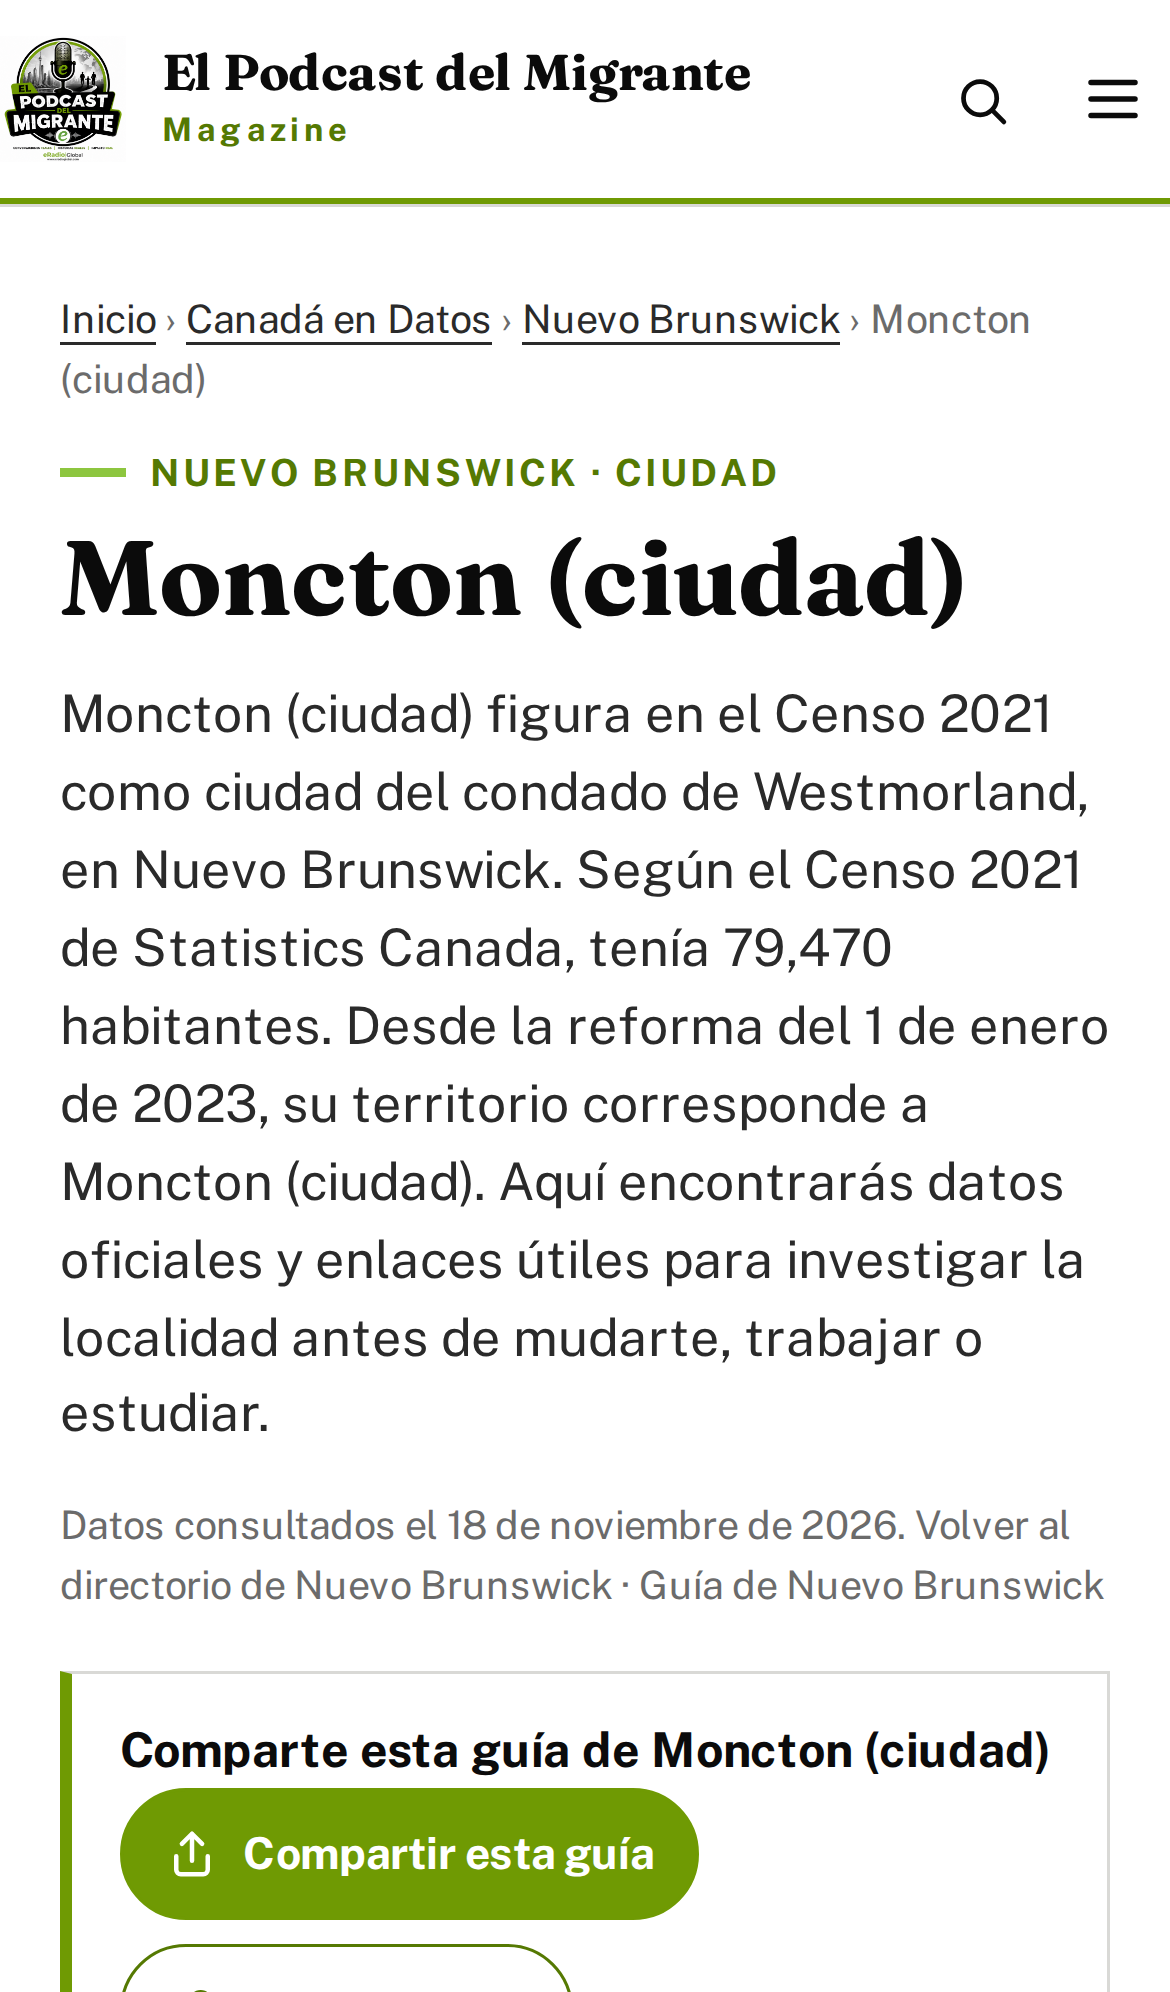 EL
PODCAST
DEL
MIGRANTE
eRadioGlobal
El Podcast del Migrante
Magazine
Inicio › Canadá en Datos › Nuevo Brunswick › Moncton
(ciudad)
NUEVO BRUNSWICK · CIUDAD
Moncton (ciudad)
Moncton (ciudad) figura en el Censo 2021
como ciudad del condado de Westmorland,
en Nuevo Brunswick. Según el Censo 2021
de Statistics Canada, tenía 79,470
habitantes. Desde la reforma del 1 de enero
de 2023, su territorio corresponde a
Moncton (ciudad). Aquí encontrarás datos
oficiales y enlaces útiles para investigar la
localidad antes de mudarte, trabajar o
estudiar.
Datos consultados el 18 de noviembre de 2026. Volver al
directorio de Nuevo Brunswick · Guía de Nuevo Brunswick
Comparte esta guía de Moncton (ciudad)
Compartir esta guía